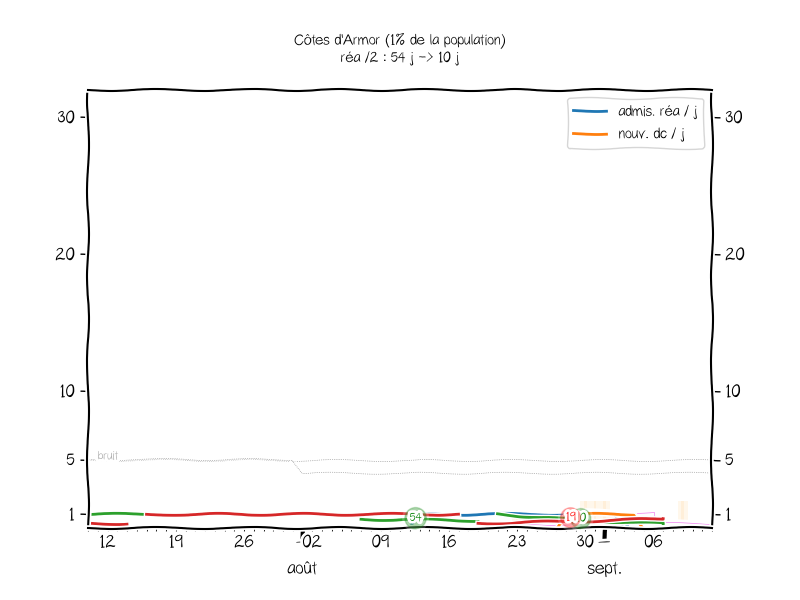 Côtes d'Armor (1% de la population)
réa /2 : 54 j -> 10 j
admis. réa / j
nouv. dc / j
30 30
20 20
10 10
5 bruit 5
1 54 19 1
12 19 26 02 09 16 23 30 06
août sept.